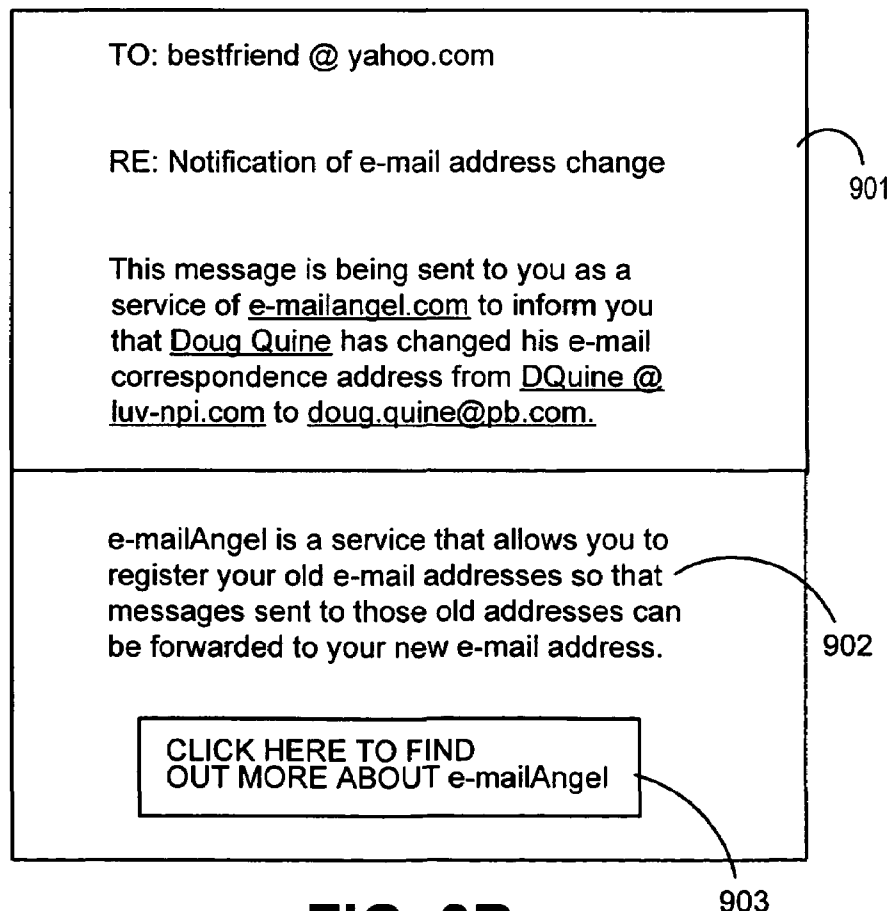 TO: bestfriend @ yahoo.com
RE: Notification of e-mail address change
901
This message is being sent to you as a
service of e-mailangel.com to inform you
that Doug Quine has changed his e-mail
correspondence address from DQuine @
luv-npi.com to doug.quine@pb.com.
e-mailAngel is a service that allows you to
register your old e-mail addresses so that
messages sent to those old addresses can
be forwarded to your new e-mail address.
902
CLICK HERE TO FIND
OUT MORE ABOUT e-mailAngel
903